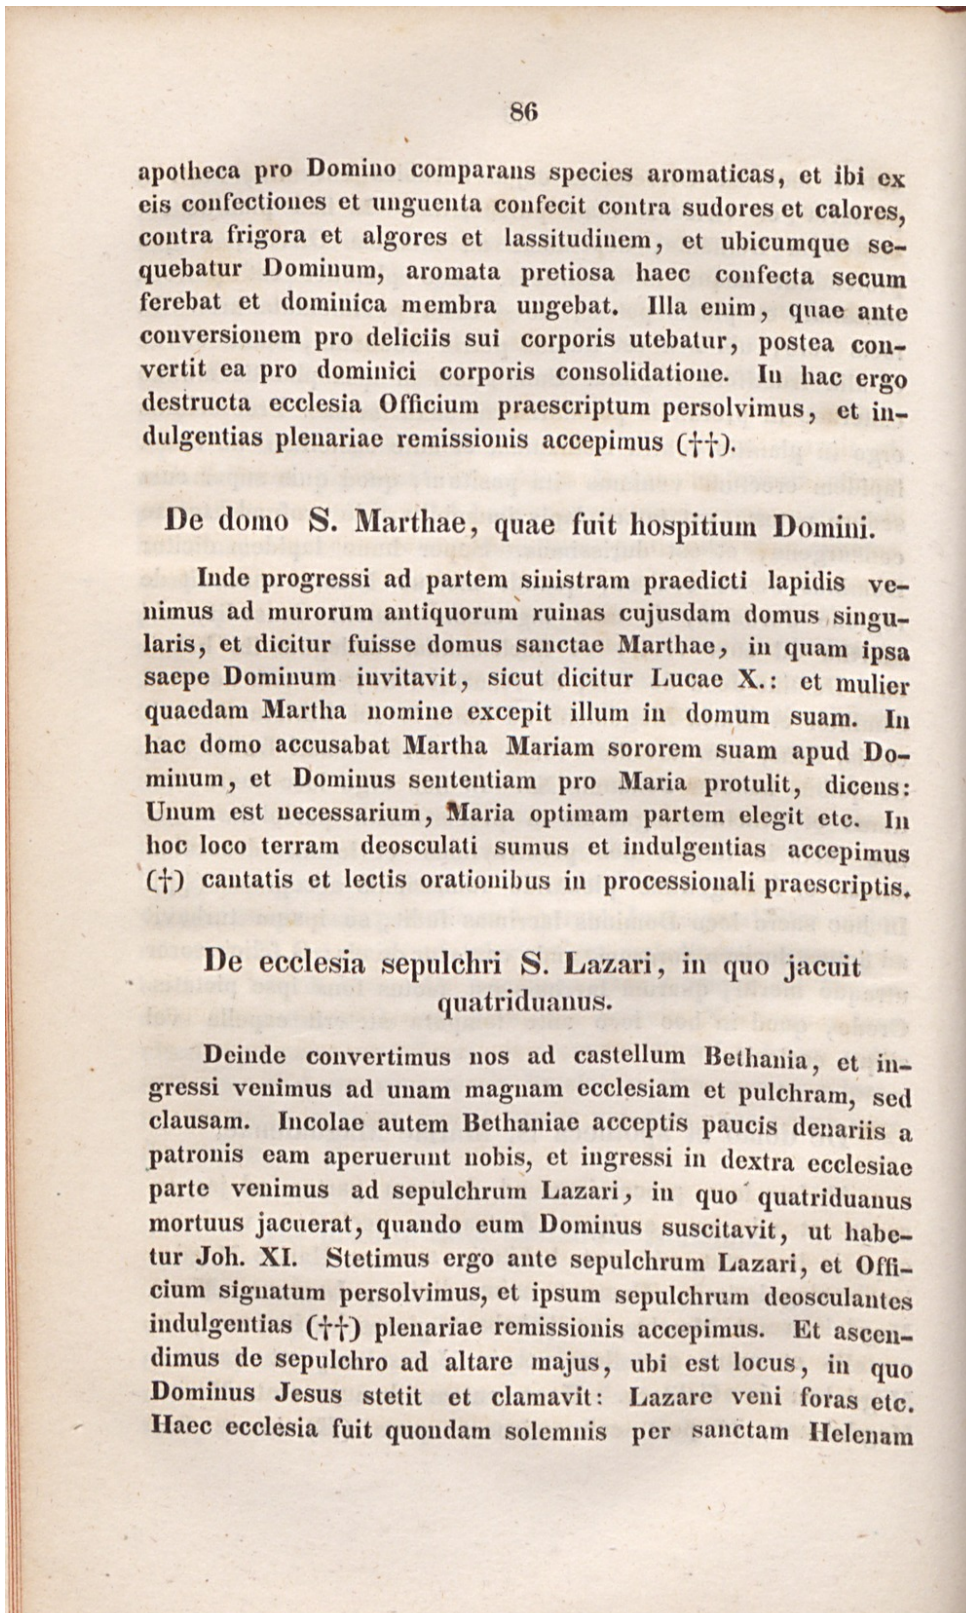 86
apotheca pro Domino comparans species aromaticas, et ibi ex
eis confectiones et unguenta confecit contra sudores et calores,
contra frigora et algores et lassitudinem, et ubicumque se-
quebatur Dominum, aromata pretiosa haec confecta secum
ferebat et dominica membra ungebat. Illa enim, quae ante
conversionem pro deliciis sui corporis utebatur, postea con-
vertit ea pro dominici corporis consolidatione. In hac ergo
destructa ecclesia Officium praescriptum persolvimus, et in-
dulgentias plenariae remissionis accepimus (††).
De domo S. Marthae, quae fuit hospitium Domini.
Inde progressi ad partem sinistram praedicti lapidis ve-
nimus ad murorum antiquorum ruinas cujusdam domus singu-
laris, et dicitur fuisse domus sanctae Marthae, in quam ipsa
saepe Dominum invitavit, sicut dicitur Lucae X.: et mulier
quaedam Martha nomine excepit illum in domum suam. In
hac domo accusabat Martha Mariam sororem suam apud Do-
minum, et Dominus sententiam pro Maria protulit, dicens:
Unum est necessarium, Maria optimam partem elegit etc. In
hoc loco terram deosculati sumus et indulgentias accepimus
(†) cantatis et lectis orationibus in processionali praescriptis.
De ecclesia sepulchri S. Lazari, in quo jacuit
quatriduanus.
Deinde convertimus nos ad castellum Bethania, et in-
gressi venimus ad unam magnam ecclesiam et pulchram, sed
clausam. Incolae autem Bethaniae acceptis paucis denariis a
patronis eam aperuerunt nobis, et ingressi in dextra ecclesiae
parte venimus ad sepulchrum Lazari, in quo quatriduanus
mortuus jacuerat, quando eum Dominus suscitavit, ut habe-
tur Joh. XI. Stetimus ergo ante sepulchrum Lazari, et Offi-
cium signatum persolvimus, et ipsum sepulchrum deosculantes
indulgentias (††) plenariae remissionis accepimus. Et ascen-
dimus de sepulchro ad altare majus, ubi est locus, in quo
Dominus Jesus stetit et clamavit: Lazare veni foras etc.
Haec ecclesia fuit quondam solemnis per sanctam Helenam